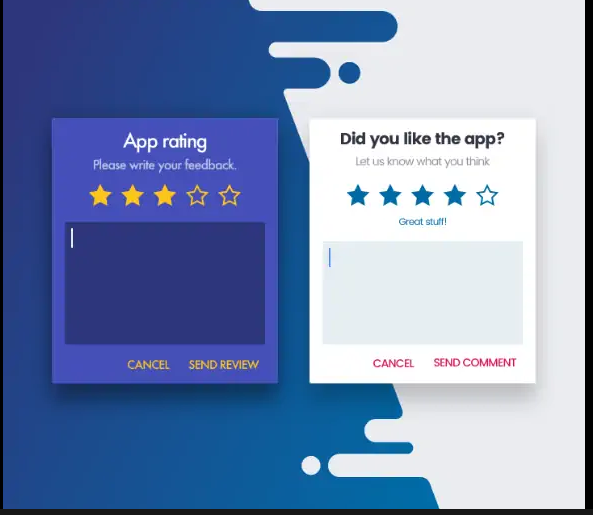 App rating
Please write your feedback.
CANCEL SEND REVIEW
Did you like the app?
Let us know what you think
Great stuff!
CANCEL SEND COMMENT